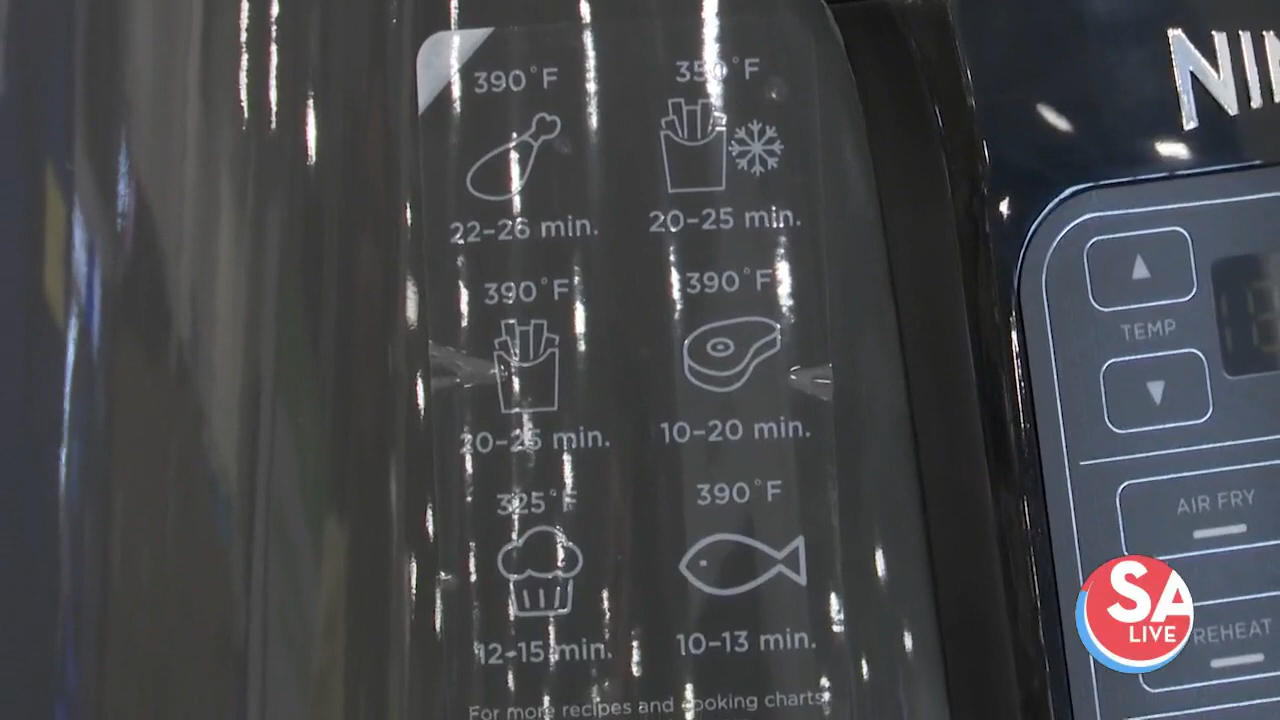 390°F 350°F
22-26 min. 20-25 min.
390°F 390°F
20-25 min. 10-20 min.
325°F 390°F
12-15 min. 10-13 min.
For more recipes and cooking charts
NIN
TEMP
AIR FRY
REHEAT
SA
LIVE